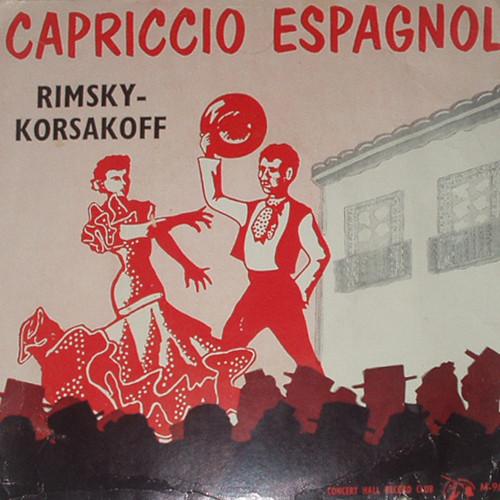 CAPRICCIO ESPAGNOL
RIMSKY-
KORSAKOFF
CONCERT HALL RECORD CLUB